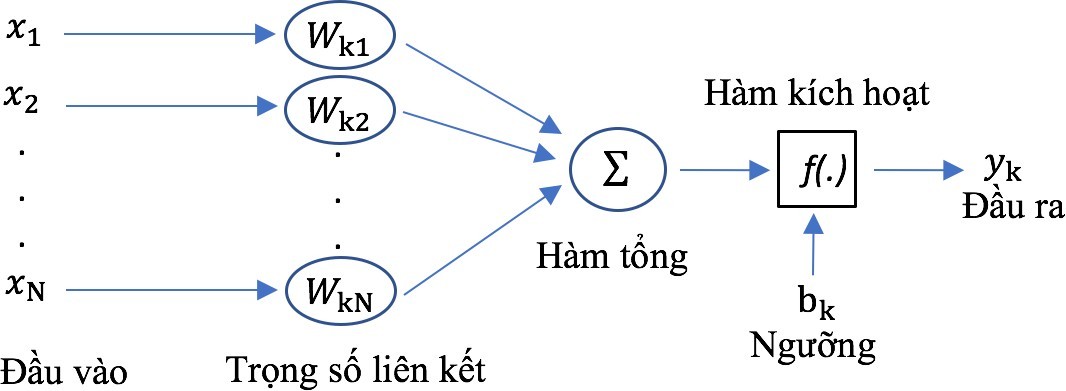 x1
Wk1
x2
Wk2
.
.
.
.
.
.
xN
WkN
Đầu vào
Trọng số liên kết
Σ
Hàm tổng
Hàm kích hoạt
f(.)
bk
Ngưỡng
yk
Đầu ra